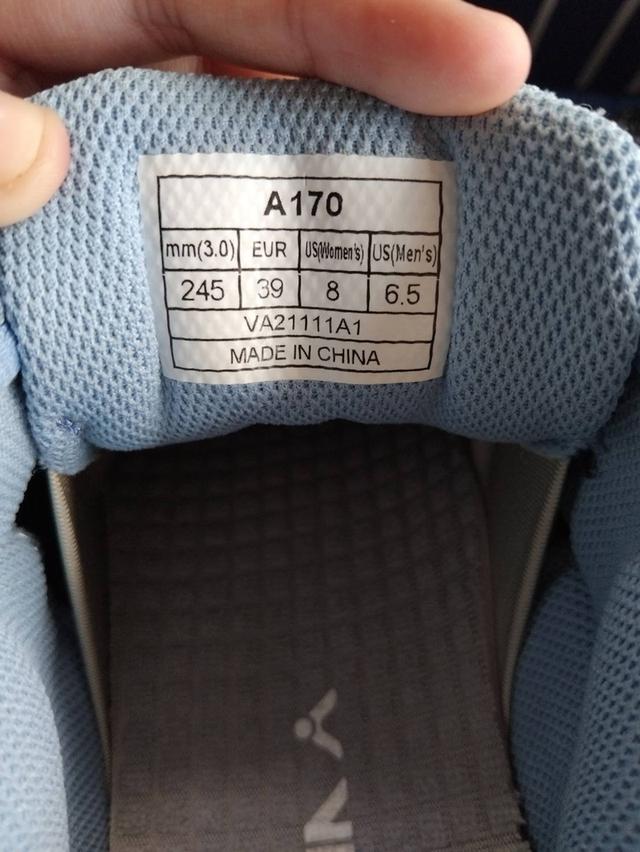 A170
mm(3.0) EUR US(Women's) US(Men's)
245 39 8 6.5
VA21111A1
MADE IN CHINA